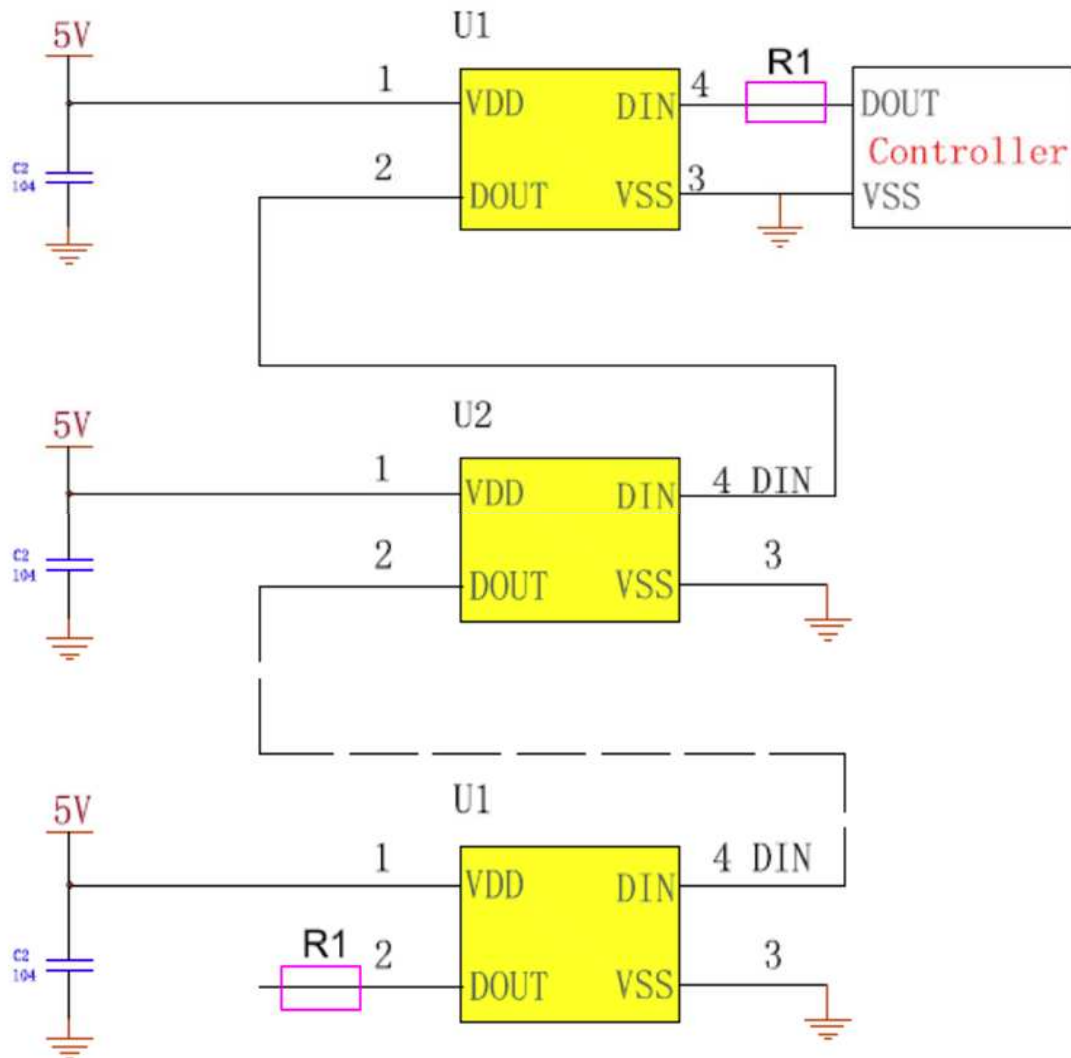 U1
5V
1
VDD
DIN
4
R1
DOUT
Controller
C2
104
2
DOUT
VSS
3
VSS
U2
5V
1
VDD
DIN
4 DIN
C2
104
2
DOUT
VSS
3
U1
5V
1
VDD
DIN
4 DIN
C2
104
R1
2
DOUT
VSS
3